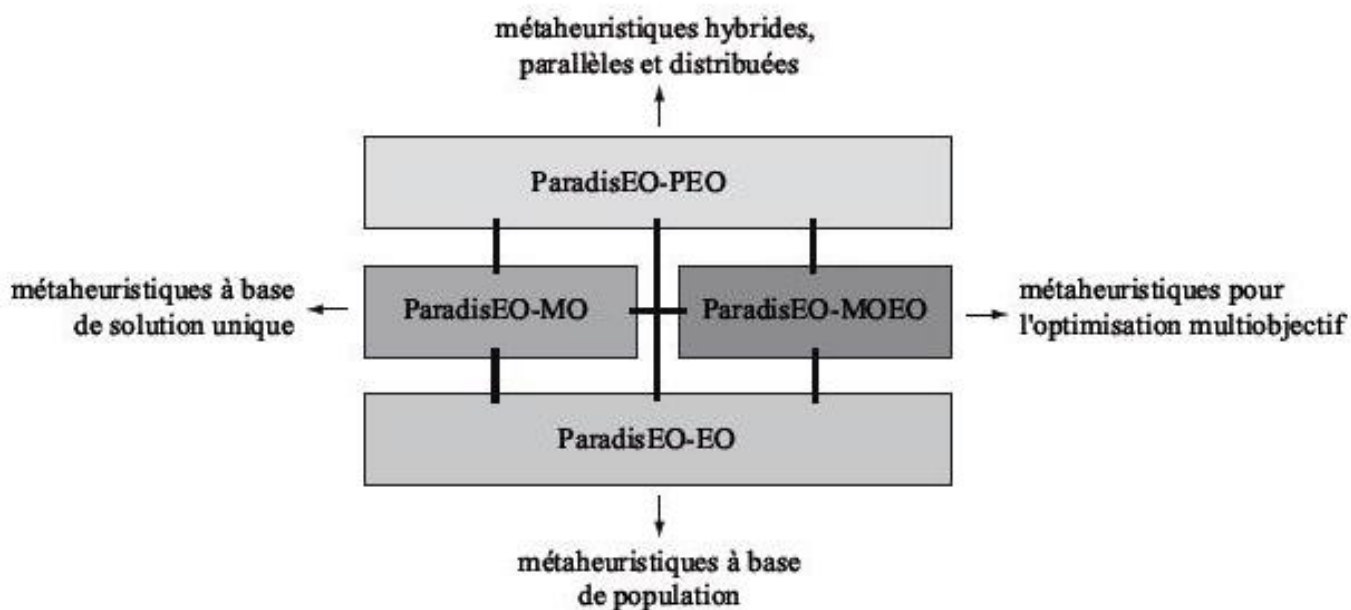 métaheuristiques hybrides,
parallèles et distribuées
ParadisEO-PEO
métaheuristiques à base
de solution unique
ParadisEO-MO
ParadisEO-MOEO
métaheuristiques pour
l'optimisation multiobjectif
ParadisEO-EO
métaheuristiques à base
de population